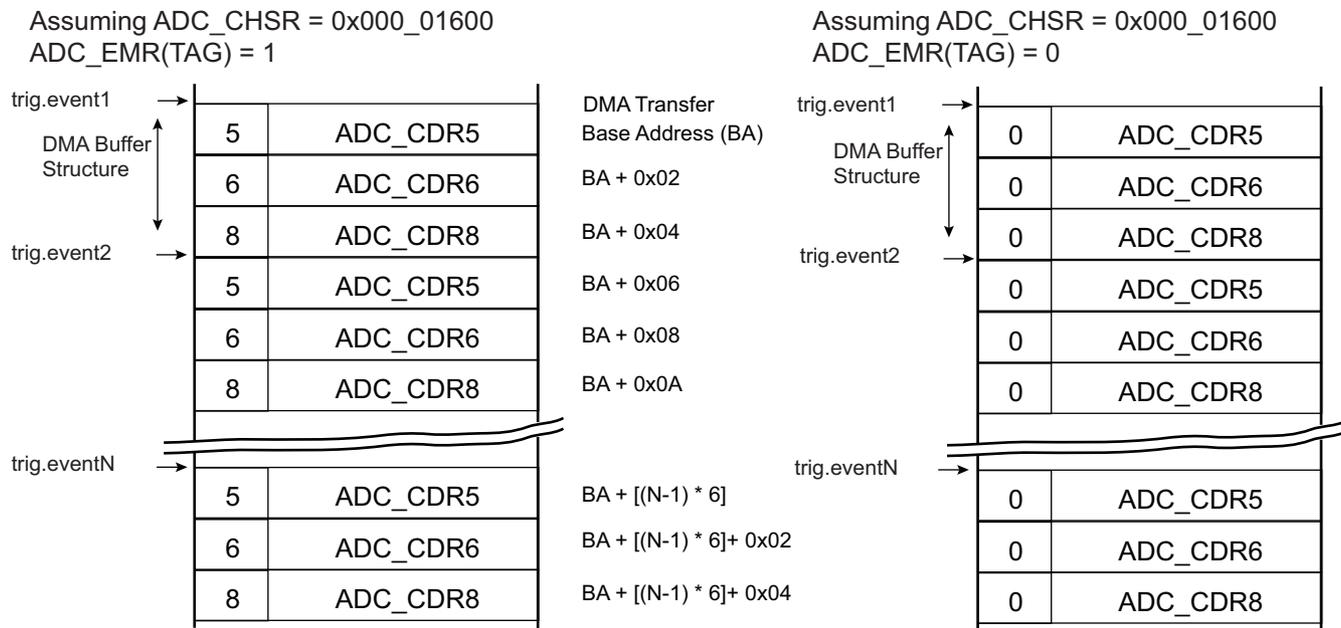 Assuming ADC_CHSR = 0x000_01600
ADC_EMR(TAG) = 1
trig.event1
DMA Buffer
Structure
5 ADC_CDR5
6 ADC_CDR6
8 ADC_CDR8
trig.event2
5 ADC_CDR5
6 ADC_CDR6
8 ADC_CDR8
trig.eventN
5 ADC_CDR5
6 ADC_CDR6
8 ADC_CDR8
DMA Transfer
Base Address (BA)
BA + 0x02
BA + 0x04
BA + 0x06
BA + 0x08
BA + 0x0A
BA + [(N-1) * 6]
BA + [(N-1) * 6]+ 0x02
BA + [(N-1) * 6]+ 0x04
Assuming ADC_CHSR = 0x000_01600
ADC_EMR(TAG) = 0
trig.event1
DMA Buffer
Structure
0 ADC_CDR5
0 ADC_CDR6
0 ADC_CDR8
trig.event2
0 ADC_CDR5
0 ADC_CDR6
0 ADC_CDR8
trig.eventN
0 ADC_CDR5
0 ADC_CDR6
0 ADC_CDR8